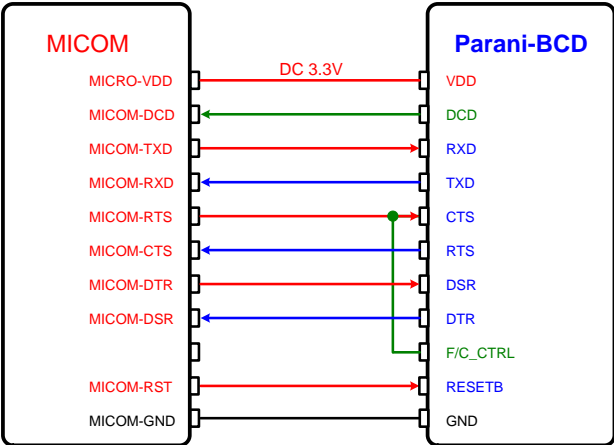 MICOM
Parani-BCD
DC 3.3V
MICRO-VDD
VDD
MICOM-DCD
DCD
MICOM-TXD
RXD
MICOM-RXD
TXD
MICOM-RTS
CTS
MICOM-CTS
RTS
MICOM-DTR
DSR
MICOM-DSR
DTR
F/C_CTRL
MICOM-RST
RESETB
MICOM-GND
GND